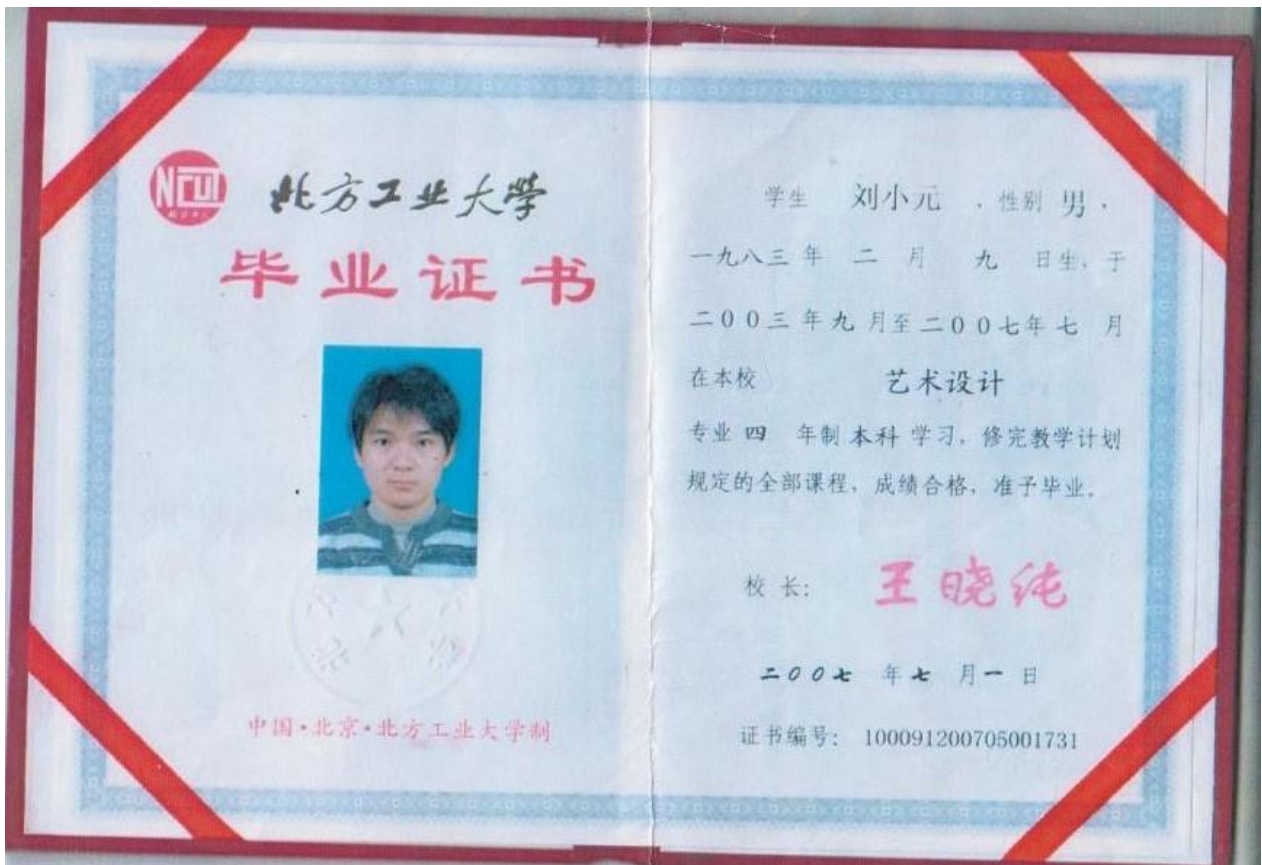 NCUT
北方工业大学
毕业证书
中国·北京·北方工业大学制
学生 刘小元 ，性别 男 ，
一九八三 年 二 月 九 日生，于
二00三 年 九 月至 二00七 年 七 月
在本校 艺术设计
专业 四 年制 本科 学习，修完教学计划
规定的全部课程，成绩合格，准予毕业。
校 长： 王晓纯
二00七 年 七 月 一 日
证书编号： 100091200705001731